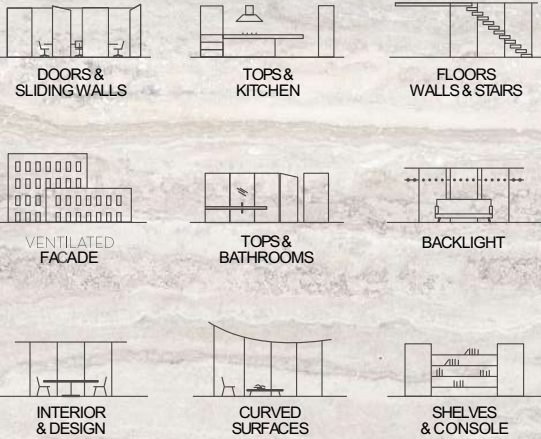 DOORS &
SLIDING WALLS
TOPS &
KITCHEN
FLOORS
WALLS & STAIRS
VENTILATED
FACADE
TOPS &
BATHROOMS
BACKLIGHT
INTERIOR
& DESIGN
CURVED
SURFACES
SHELVES
& CONSOLE